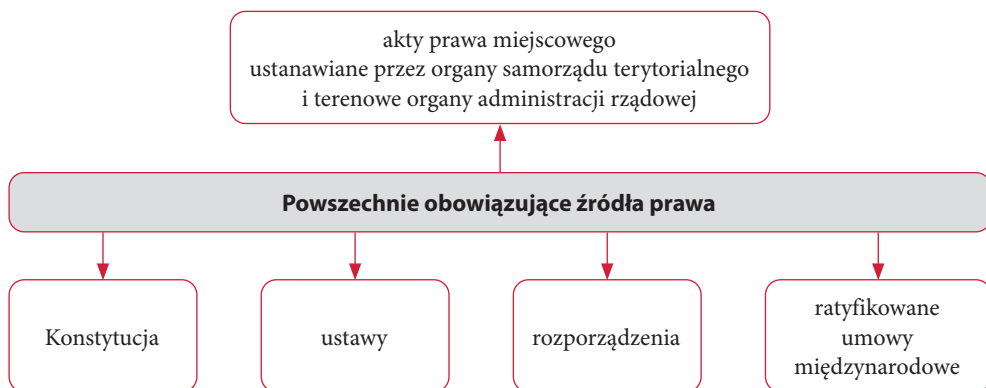 akty prawa miejscowego
ustanawiane przez organy samorządu terytorialnego
i terenowe organy administracji rządowej
Powszechnie obowiązujące źródła prawa
Konstytucja
ustawy
rozporządzenia
ratyfikowane
umowy
międzynarodowe